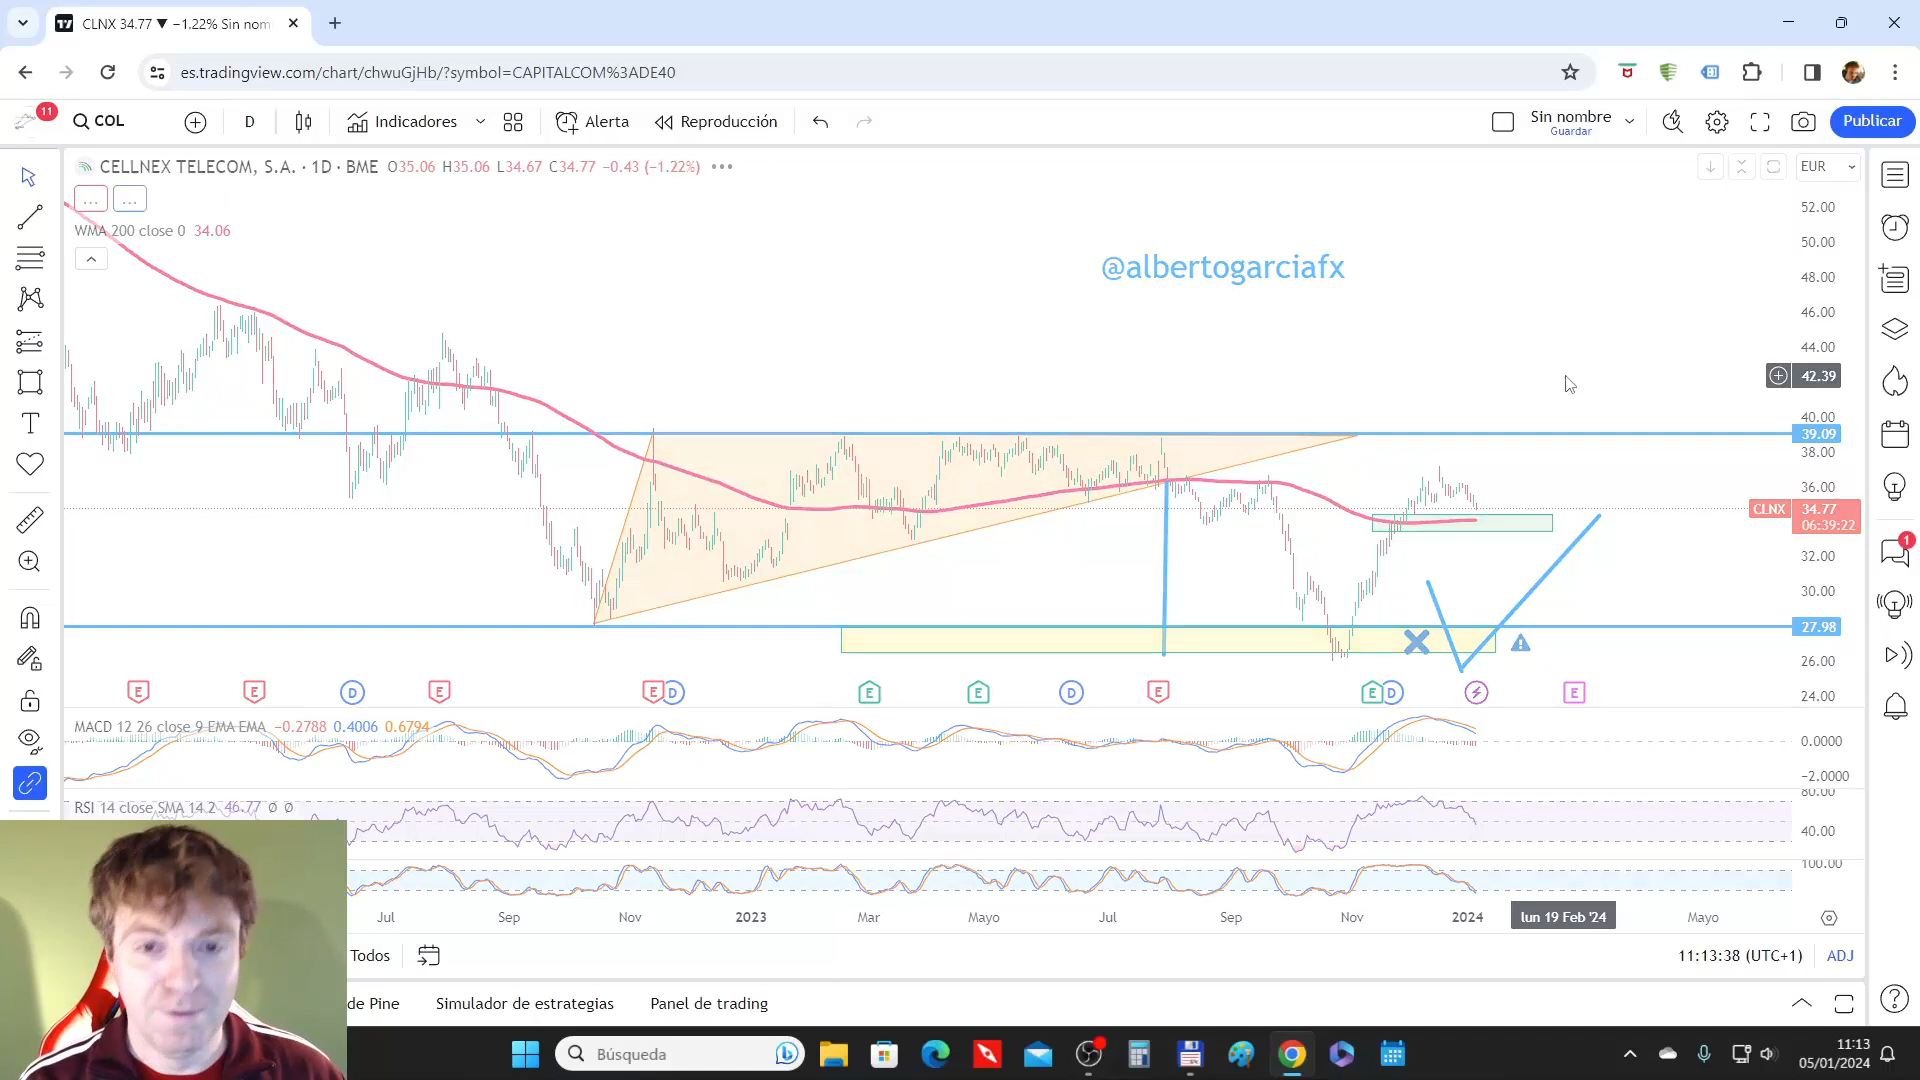 CLNX 34.77 ▼ −1.22% Sin nom
es.tradingview.com/chart/chwuGjHb/?symbol=CAPITALCOM%3ADE40
11
COL
D
Indicadores
Alerta
Reproducción
Sin nombre
Guardar
Publicar
CELLNEX TELECOM, S.A. · 1D · BME O35.06 H35.06 L34.67 C34.77 −0.43 (−1.22%)
EUR
WMA 200 close 0 34.06
@albertogarciafx
52.00
50.00
48.00
46.00
44.00
42.39
40.00
39.09
38.00
36.00
CLNX 34.77
06:39:22
32.00
30.00
27.98
26.00
24.00
E E D E E D E E D E E D E
MACD 12 26 close 9 EMA EMA −0.2788 0.4006 0.6794
0.0000
−2.0000
RSI 14 close SMA 14 2 46.77 ∅ ∅
80.00
40.00
100.00
Jul Sep Nov 2023 Mar Mayo Jul Sep Nov 2024 lun 19 Feb '24 Mayo
Todos
11:13:38 (UTC+1) ADJ
de Pine Simulador de estrategias Panel de trading
1
Búsqueda
11:13
05/01/2024